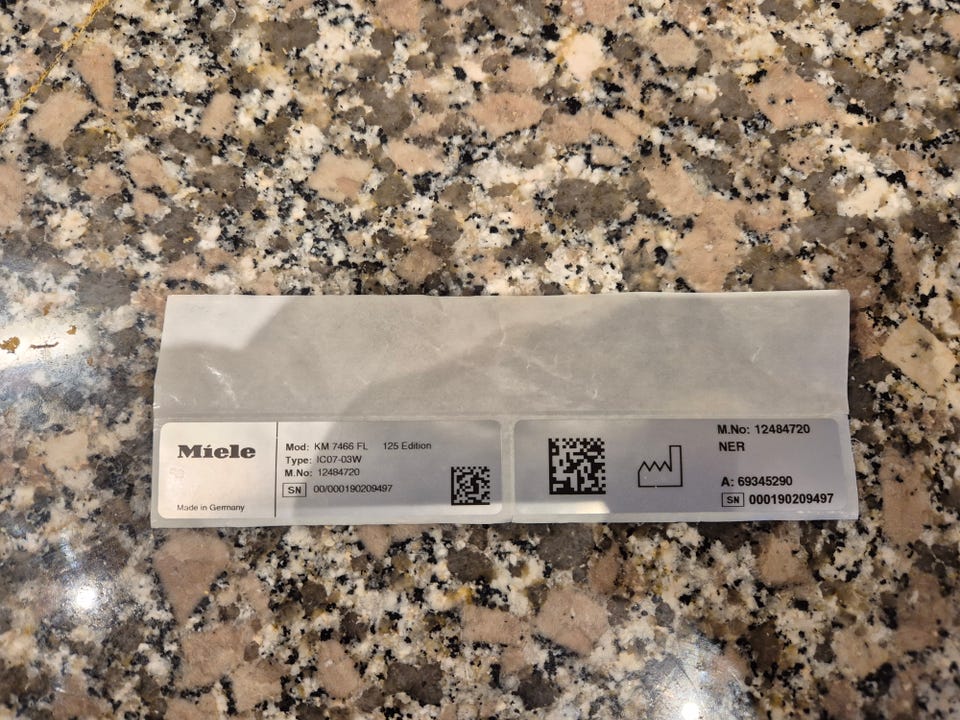 Miele
Made in Germany
Mod: KM 7466 FL 125 Edition
Type: IC07-03W
M.No: 12484720
SN 00/000190209497
M.No: 12484720
NER
A: 69345290
SN 000190209497